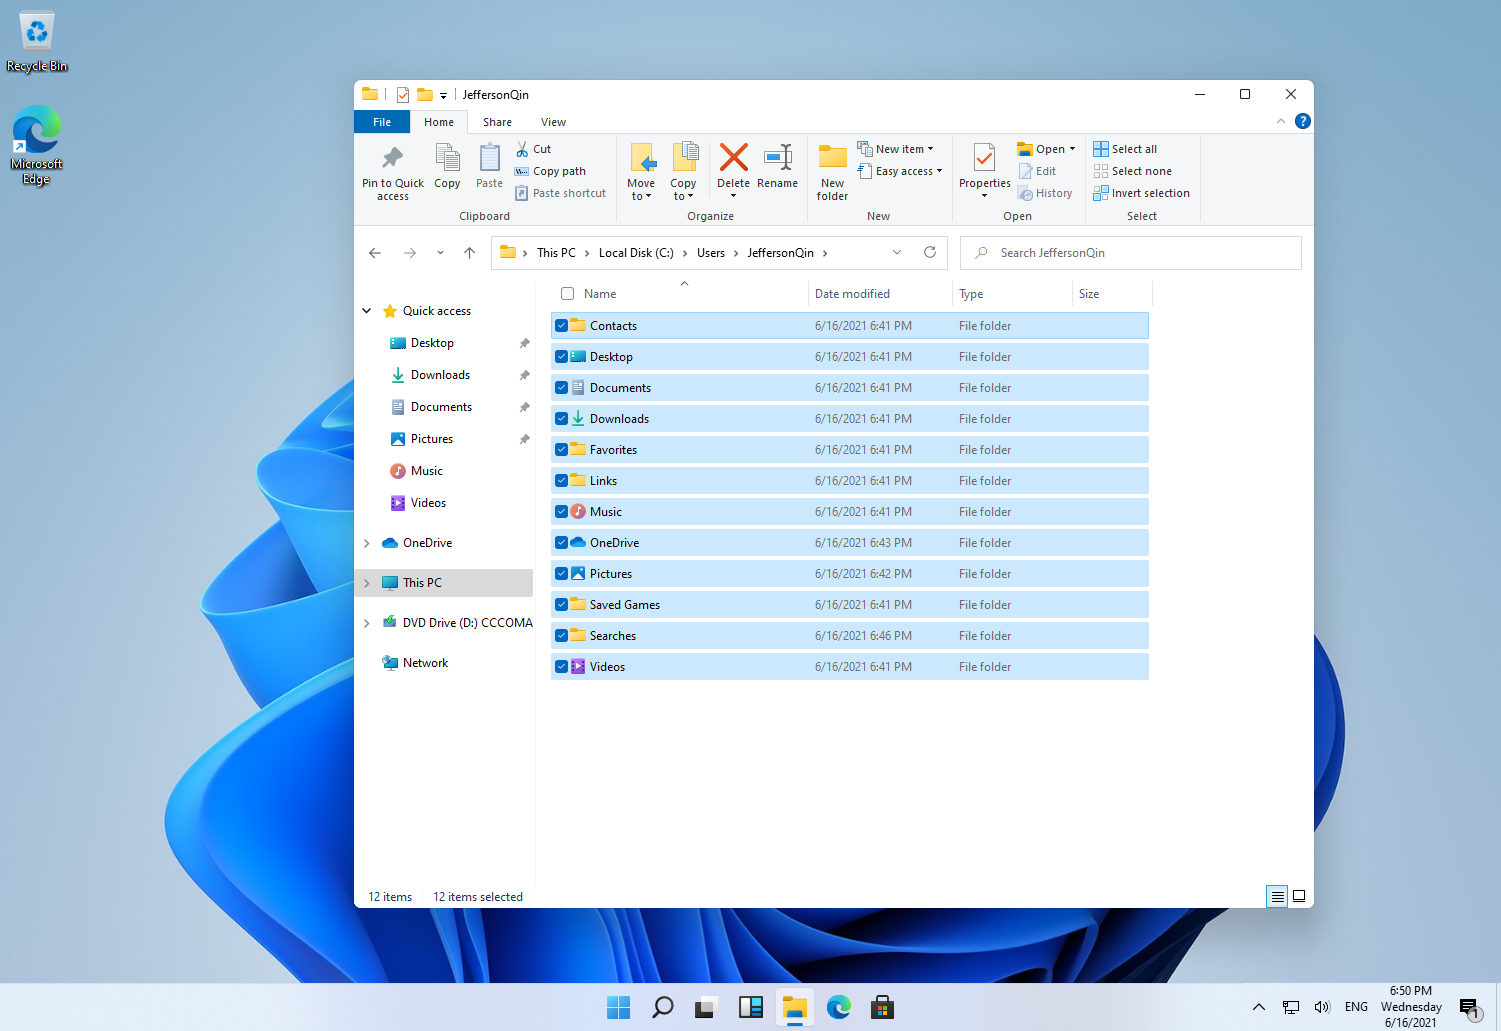 Recycle Bin
Microsoft
Edge
JeffersonQin
File Home Share View
Pin to Quick
access
Copy
Paste
Cut
Copy path
Paste shortcut
Clipboard
Move
to
Copy
to
Delete
Rename
Organize
New
folder
New item
Easy access
New
Properties
Open
Edit
History
Open
Select all
Select none
Invert selection
Select
This PC > Local Disk (C:) > Users > JeffersonQin >
Search JeffersonQin
Quick access
Desktop
Downloads
Documents
Pictures
Music
Videos
OneDrive
This PC
DVD Drive (D:) CCCOMA
Network
Name Date modified Type Size
Contacts 6/16/2021 6:41 PM File folder
Desktop 6/16/2021 6:41 PM File folder
Documents 6/16/2021 6:41 PM File folder
Downloads 6/16/2021 6:41 PM File folder
Favorites 6/16/2021 6:41 PM File folder
Links 6/16/2021 6:41 PM File folder
Music 6/16/2021 6:41 PM File folder
OneDrive 6/16/2021 6:43 PM File folder
Pictures 6/16/2021 6:42 PM File folder
Saved Games 6/16/2021 6:41 PM File folder
Searches 6/16/2021 6:46 PM File folder
Videos 6/16/2021 6:41 PM File folder
12 items 12 items selected
ENG
6:50 PM
Wednesday
6/16/2021
1